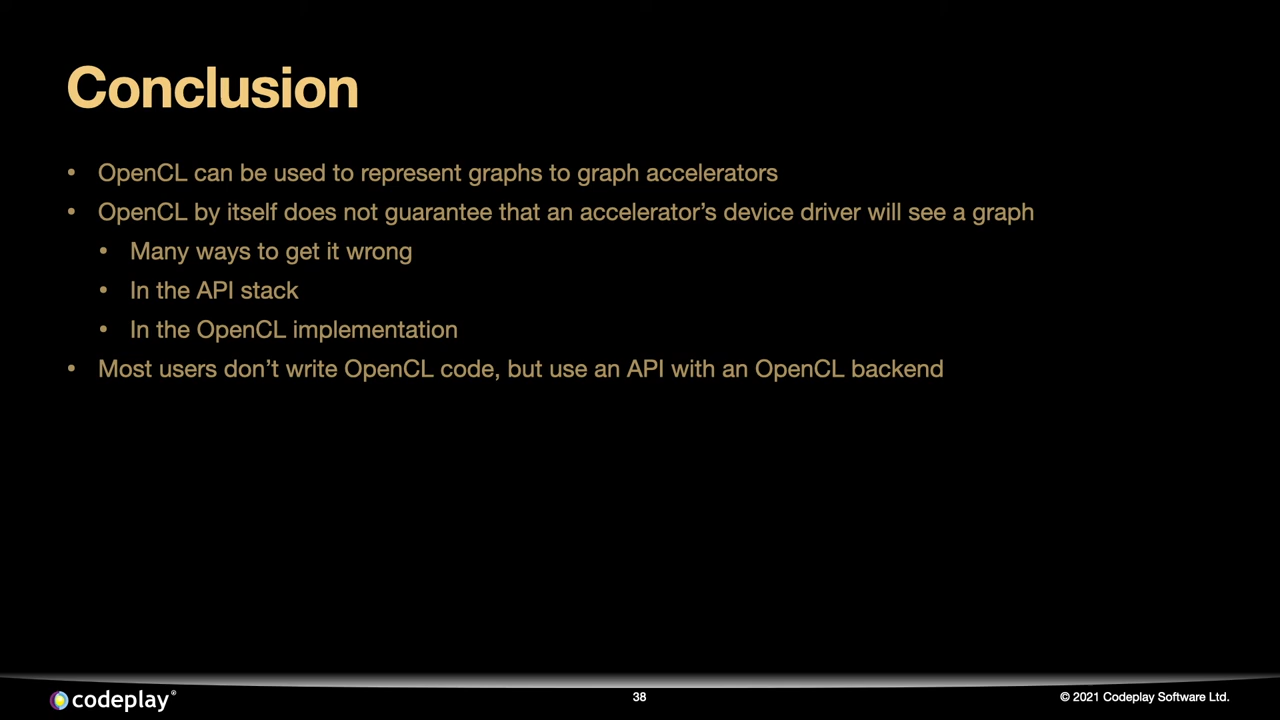 Conclusion
• OpenCL can be used to represent graphs to graph accelerators
• OpenCL by itself does not guarantee that an accelerator’s device driver will see a graph
• Many ways to get it wrong
• In the API stack
• In the OpenCL implementation
• Most users don’t write OpenCL code, but use an API with an OpenCL backend
codeplay®
38
© 2021 Codeplay Software Ltd.